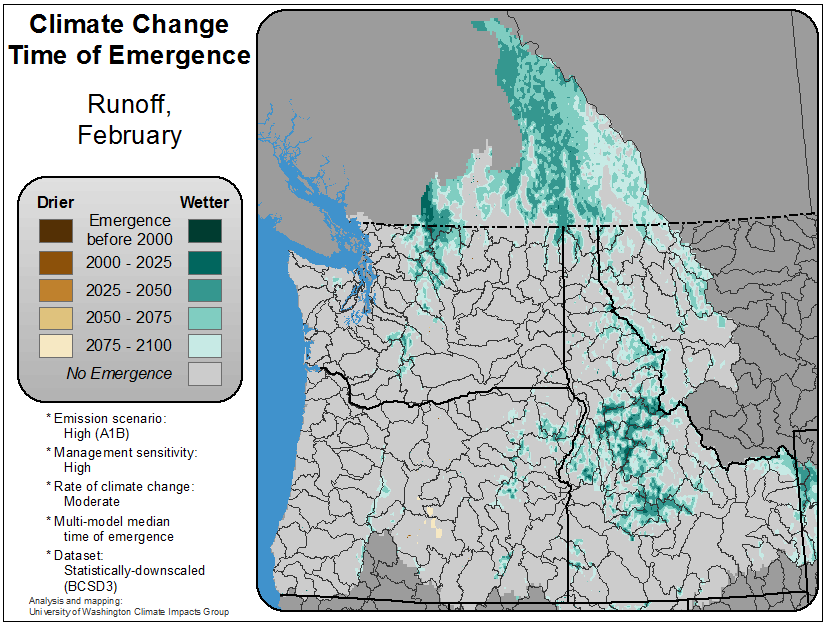 Climate Change
Time of Emergence
Runoff,
February
Drier Wetter
Emergence
before 2000
2000 - 2025
2025 - 2050
2050 - 2075
2075 - 2100
No Emergence
* Emission scenario:
High (A1B)
* Management sensitivity:
High
* Rate of climate change:
Moderate
* Multi-model median
time of emergence
* Dataset:
Statistically-downscaled
(BCSD3)
Analysis and mapping:
University of Washington Climate Impacts Group